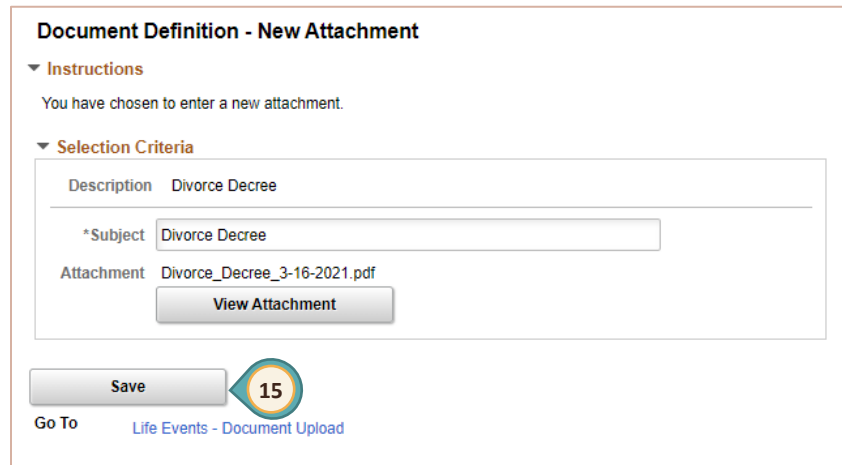 Document Definition - New Attachment
Instructions
You have chosen to enter a new attachment.
Selection Criteria
Description Divorce Decree
*Subject Divorce Decree
Attachment Divorce_Decree_3-16-2021.pdf
View Attachment
Save 15
Go To Life Events - Document Upload